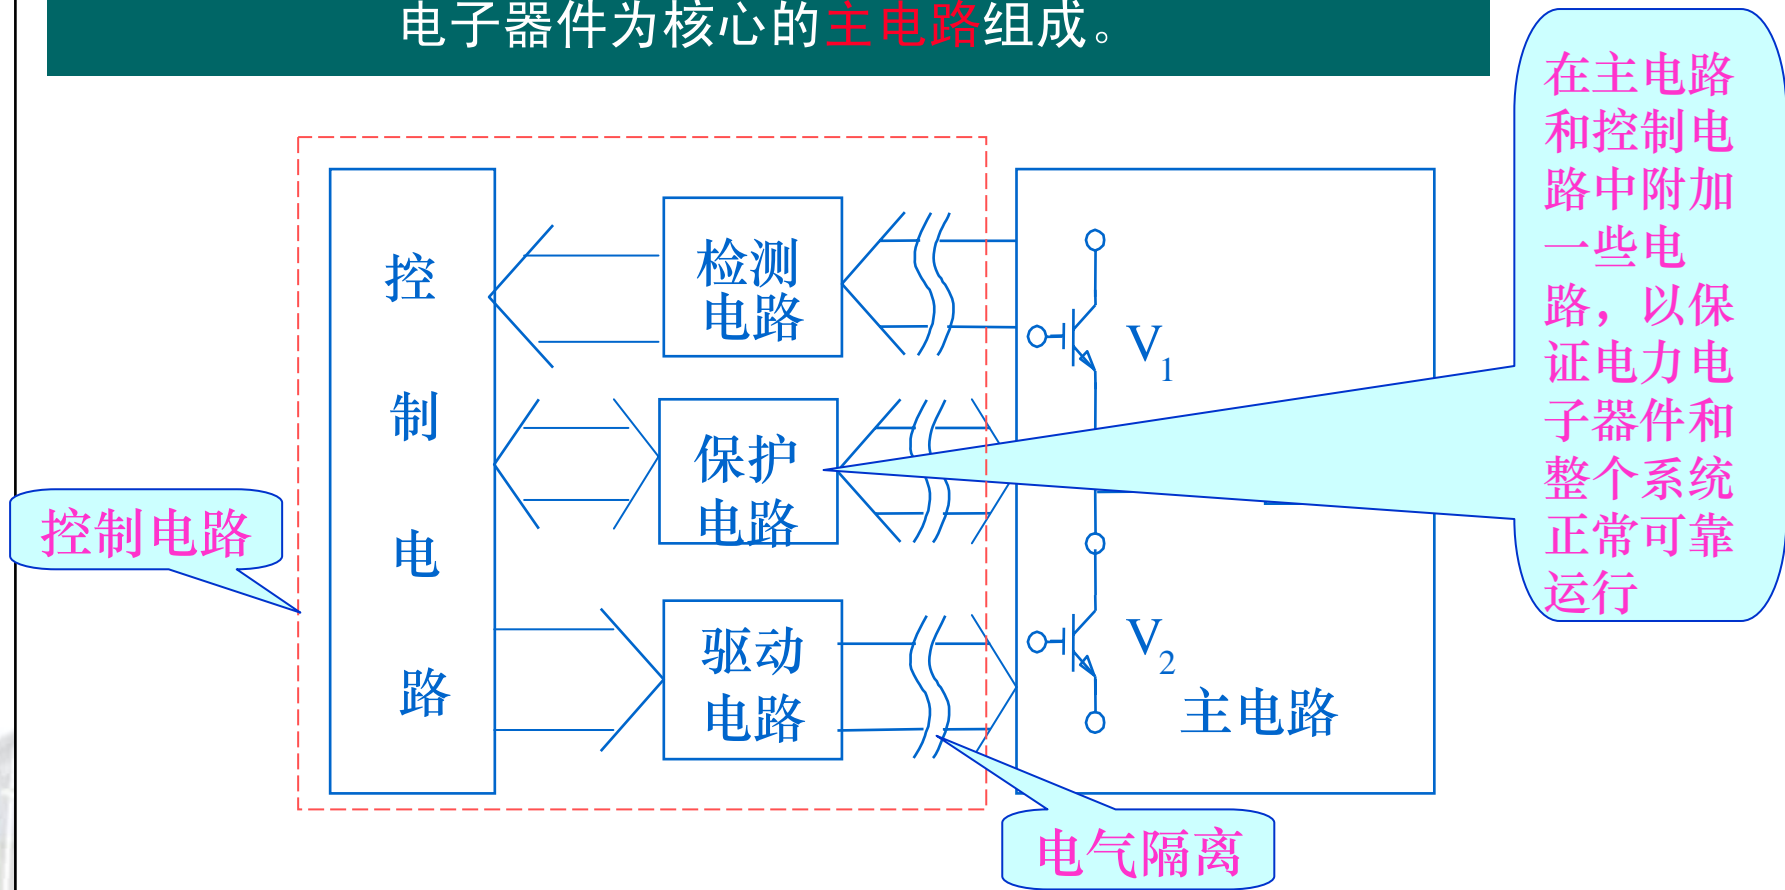 电子器件为核心的主电路组成。
在主电路
和控制电
路中附加
一些电
路，以保
证电力电
子器件和
整个系统
正常可靠
运行
控
制
电
路
检测
电路
保护
电路
驱动
电路
V1
V2
主电路
控制电路
电气隔离